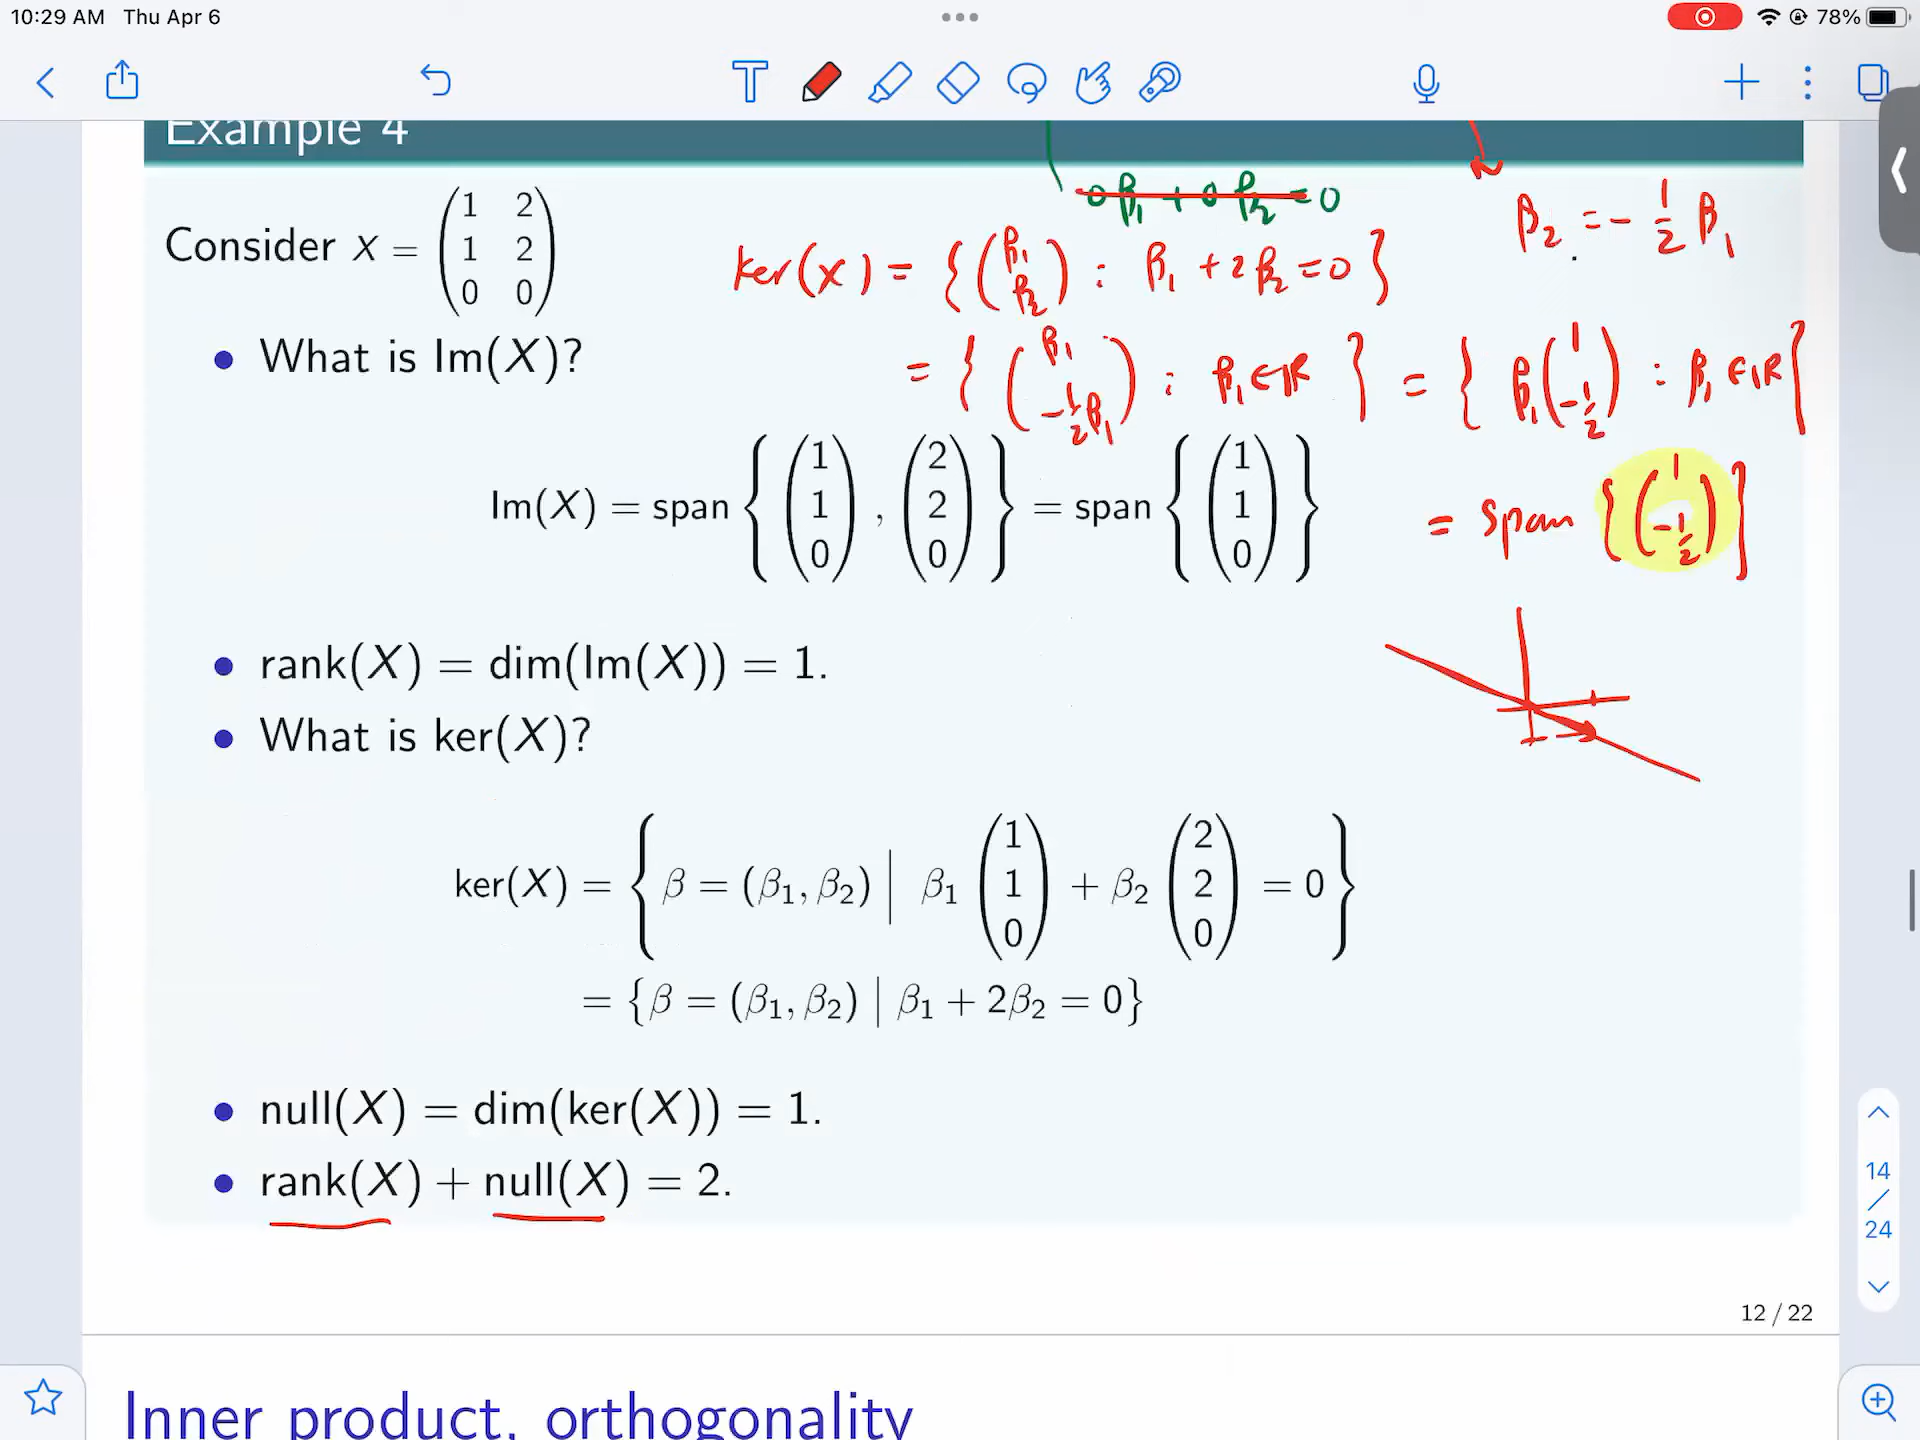 10:29 AM Thu Apr 6
78%
Example 4
0β₁ + 0β₂ = 0
β₂ = - 1/2 β₁
Consider X = (1 2
1 2
0 0)
ker(X) = {(β₁ β₂) : β₁ + 2β₂ = 0}
• What is Im(X)?
= {(β₁ -1/2 β₁) : β₁ ∈ ℝ} = {β₁(1 -1/2) : β₁ ∈ ℝ}
Im(X) = span {(1 1 0), (2 2 0)} = span {(1 1 0)}
= span {(1 -1/2)}
• rank(X) = dim(Im(X)) = 1.
• What is ker(X)?
ker(X) = {β = (β₁, β₂) | β₁ (1 1 0) + β₂ (2 2 0) = 0}
= {β = (β₁, β₂) | β₁ + 2β₂ = 0}
• null(X) = dim(ker(X)) = 1.
• rank(X) + null(X) = 2.
14
/
24
12 / 22
Inner product, orthogonality